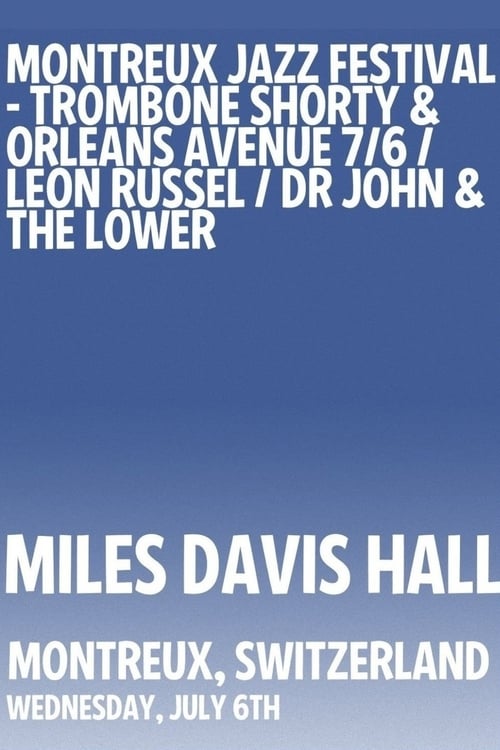 MONTREUX JAZZ FESTIVAL
- TROMBONE SHORTY &
ORLEANS AVENUE 7/6 /
LEON RUSSEL / DR JOHN &
THE LOWER
MILES DAVIS HALL
MONTREUX, SWITZERLAND
WEDNESDAY, JULY 6TH